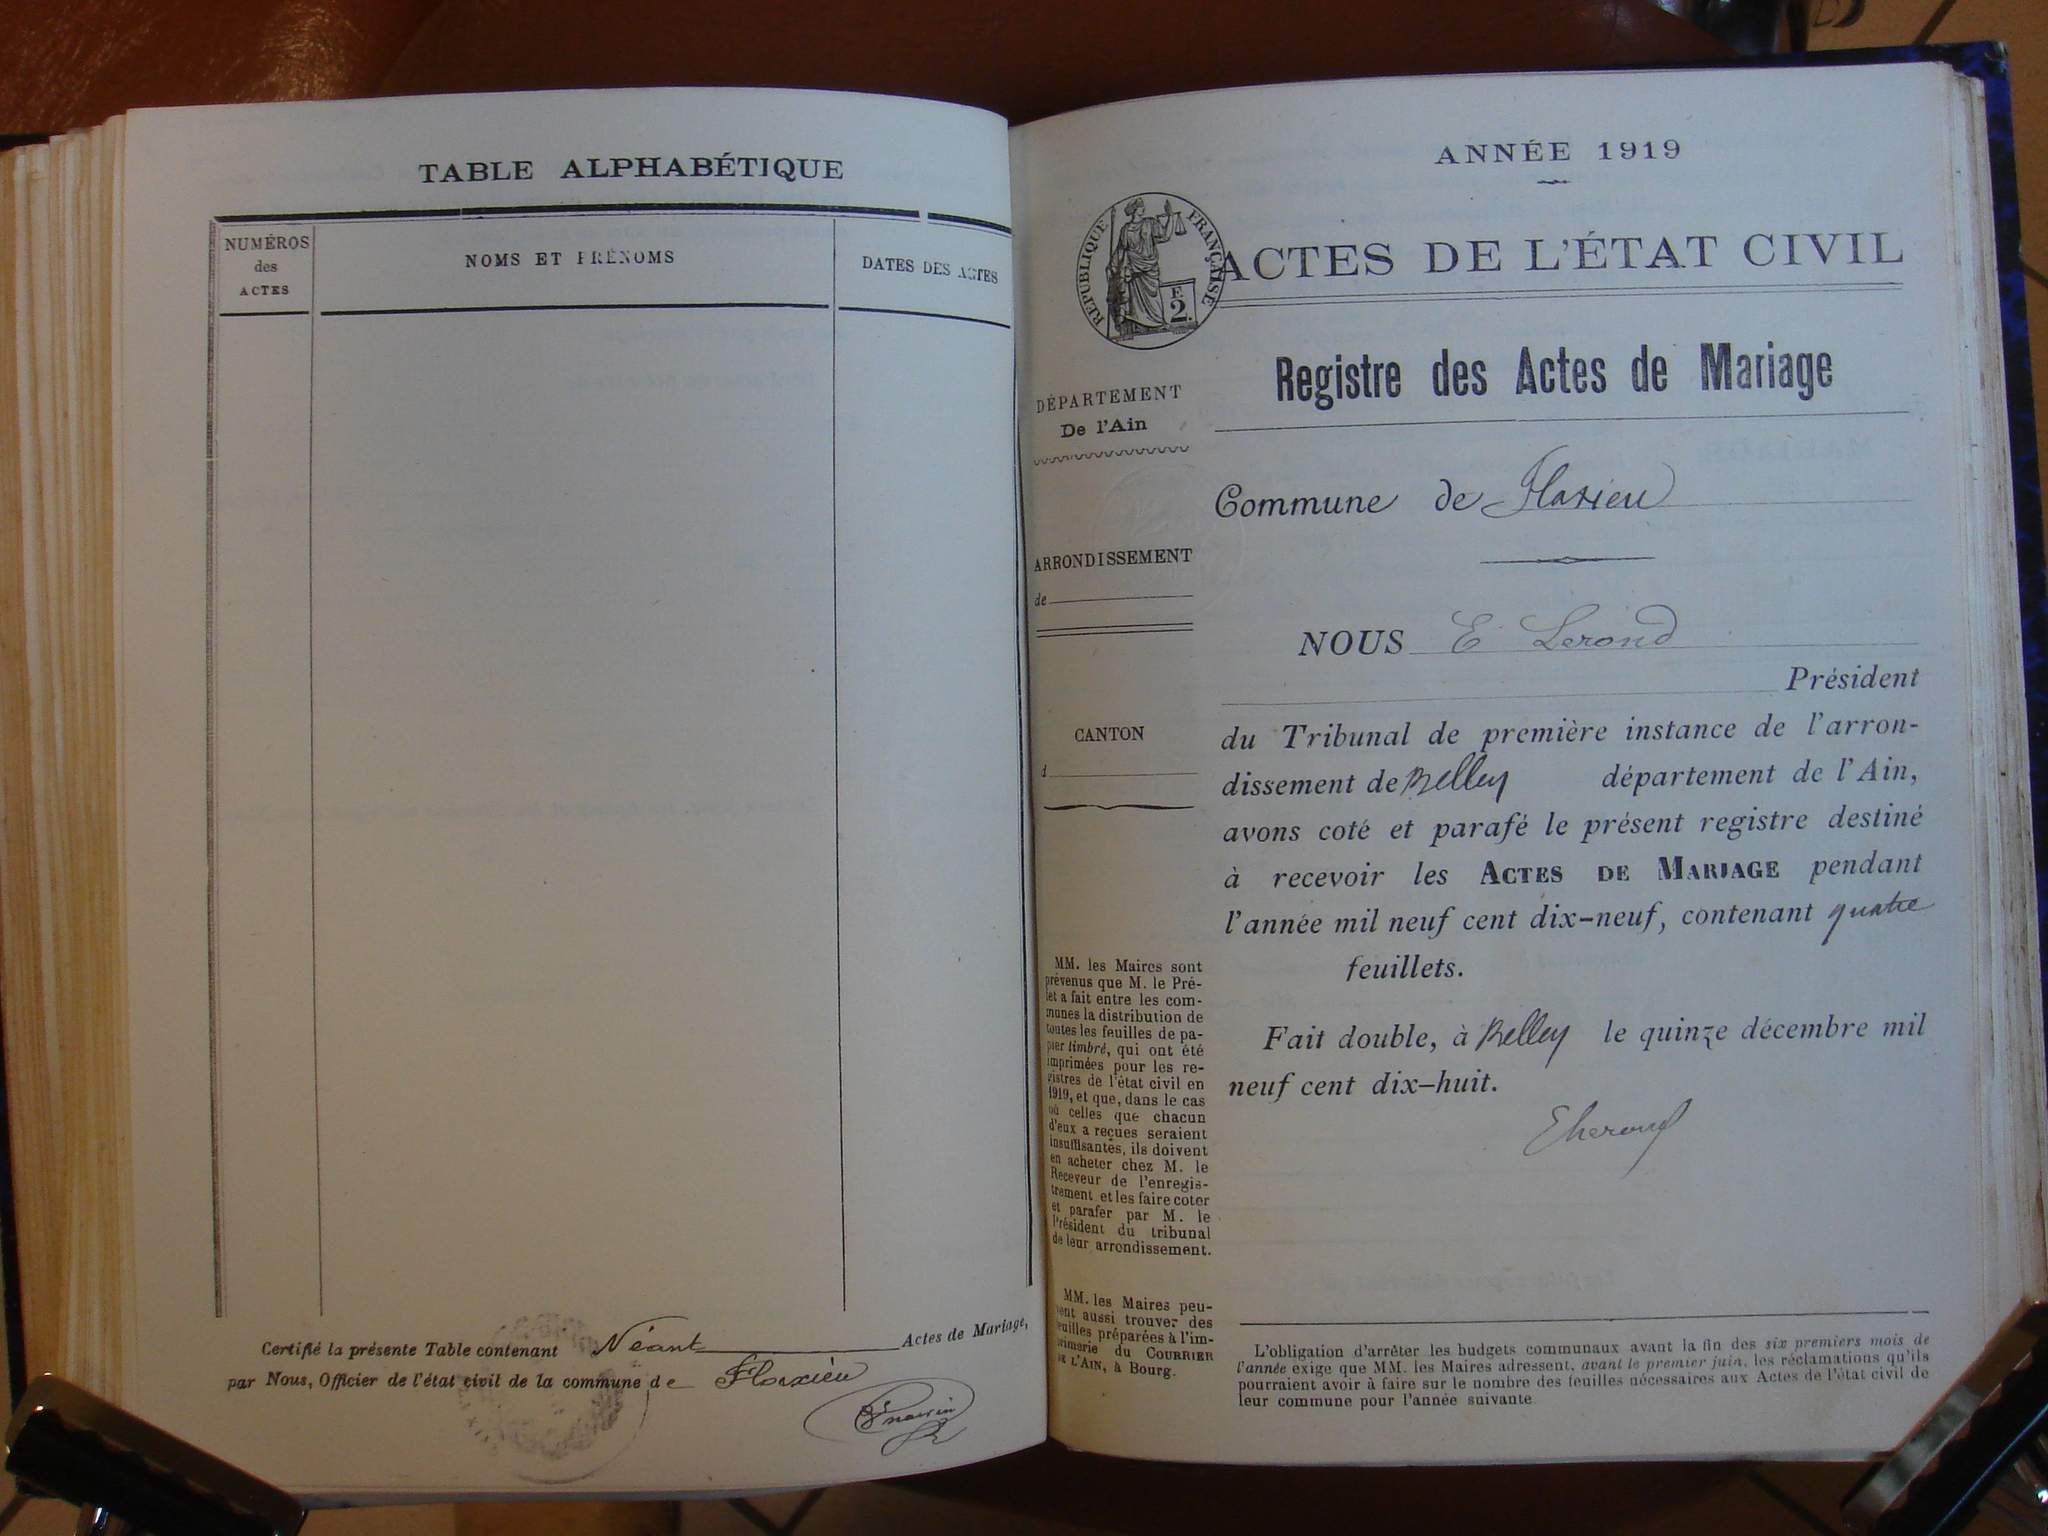 TABLE ALPHABÉTIQUE
NUMÉROS
des
ACTES
NOMS ET PRÉNOMS
DATES DES ACTES
Certifié la présente Table contenant Néant Actes de Mariage,
par Nous, Officier de l'état civil de la commune de Flaxieu
ANNÉE 1919
RÉPUBLIQUE FRANÇAISE
F.
2.
ACTES DE L'ÉTAT CIVIL
Registre des Actes de Mariage
DÉPARTEMENT
De l'Ain
ARRONDISSEMENT
de
CANTON
d
MM. les Maires sont
prévenus que M. le Pré-
fet a fait entre les com-
munes la distribution de
toutes les feuilles de pa-
pier timbré, qui ont été
imprimées pour les re-
gistres de l'état civil en
1919, et que, dans le cas
où celles que chacun
d'eux a reçues seraient
insuffisantes, ils doivent
en acheter chez M. le
Receveur de l'enregis-
trement et les faire coter
et parafer par M. le
Président du tribunal
de leur arrondissement.
MM. les Maires peu-
vent aussi trouver des
feuilles préparées à l'im-
primerie du COURRIER
DE L'AIN, à Bourg.
Commune de Flaxieu
NOUS E Lerond
Président
du Tribunal de première instance de l'arron-
dissement de Belley département de l'Ain,
avons coté et parafé le présent registre destiné
à recevoir les ACTES DE MARIAGE pendant
l'année mil neuf cent dix-neuf, contenant quatre
feuillets.
Fait double, à Belley le quinze décembre mil
neuf cent dix-huit.
E Lerond
L'obligation d'arrêter les budgets communaux avant la fin des six premiers mois de
l'année exige que MM. les Maires adressent, avant le premier juin, les réclamations qu'ils
pourraient avoir à faire sur le nombre des feuilles nécessaires aux Actes de l'état civil de
leur commune pour l'année suivante